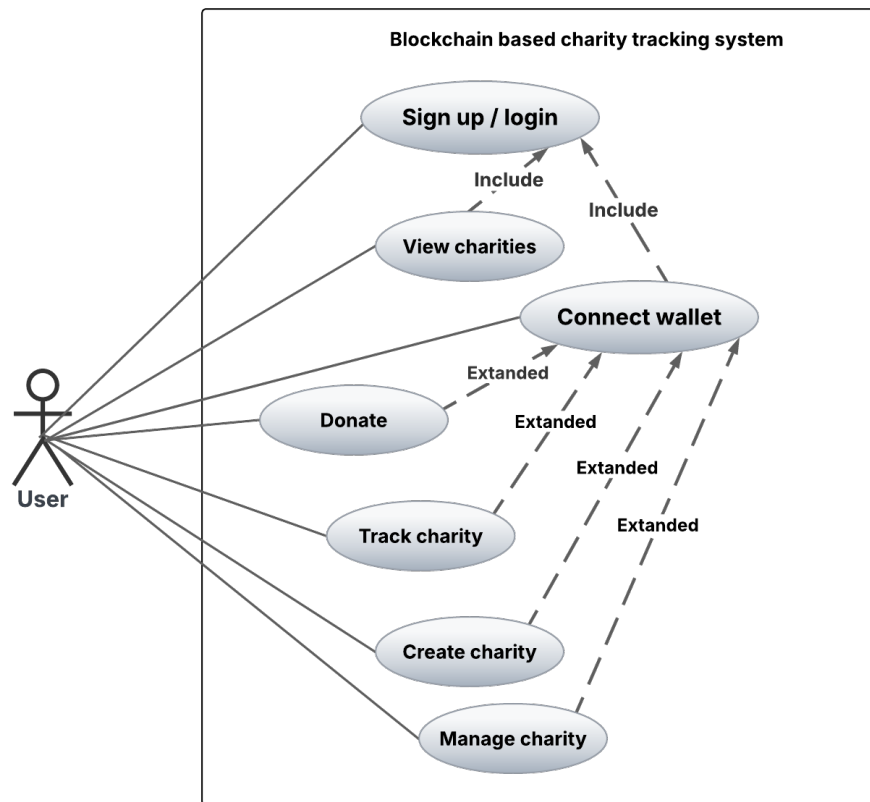 Blockchain based charity tracking system
Sign up / login
Include
Include
View charities
Connect wallet
Extanded
Donate
Extanded
Extanded
User
Extanded
Track charity
Create charity
Manage charity